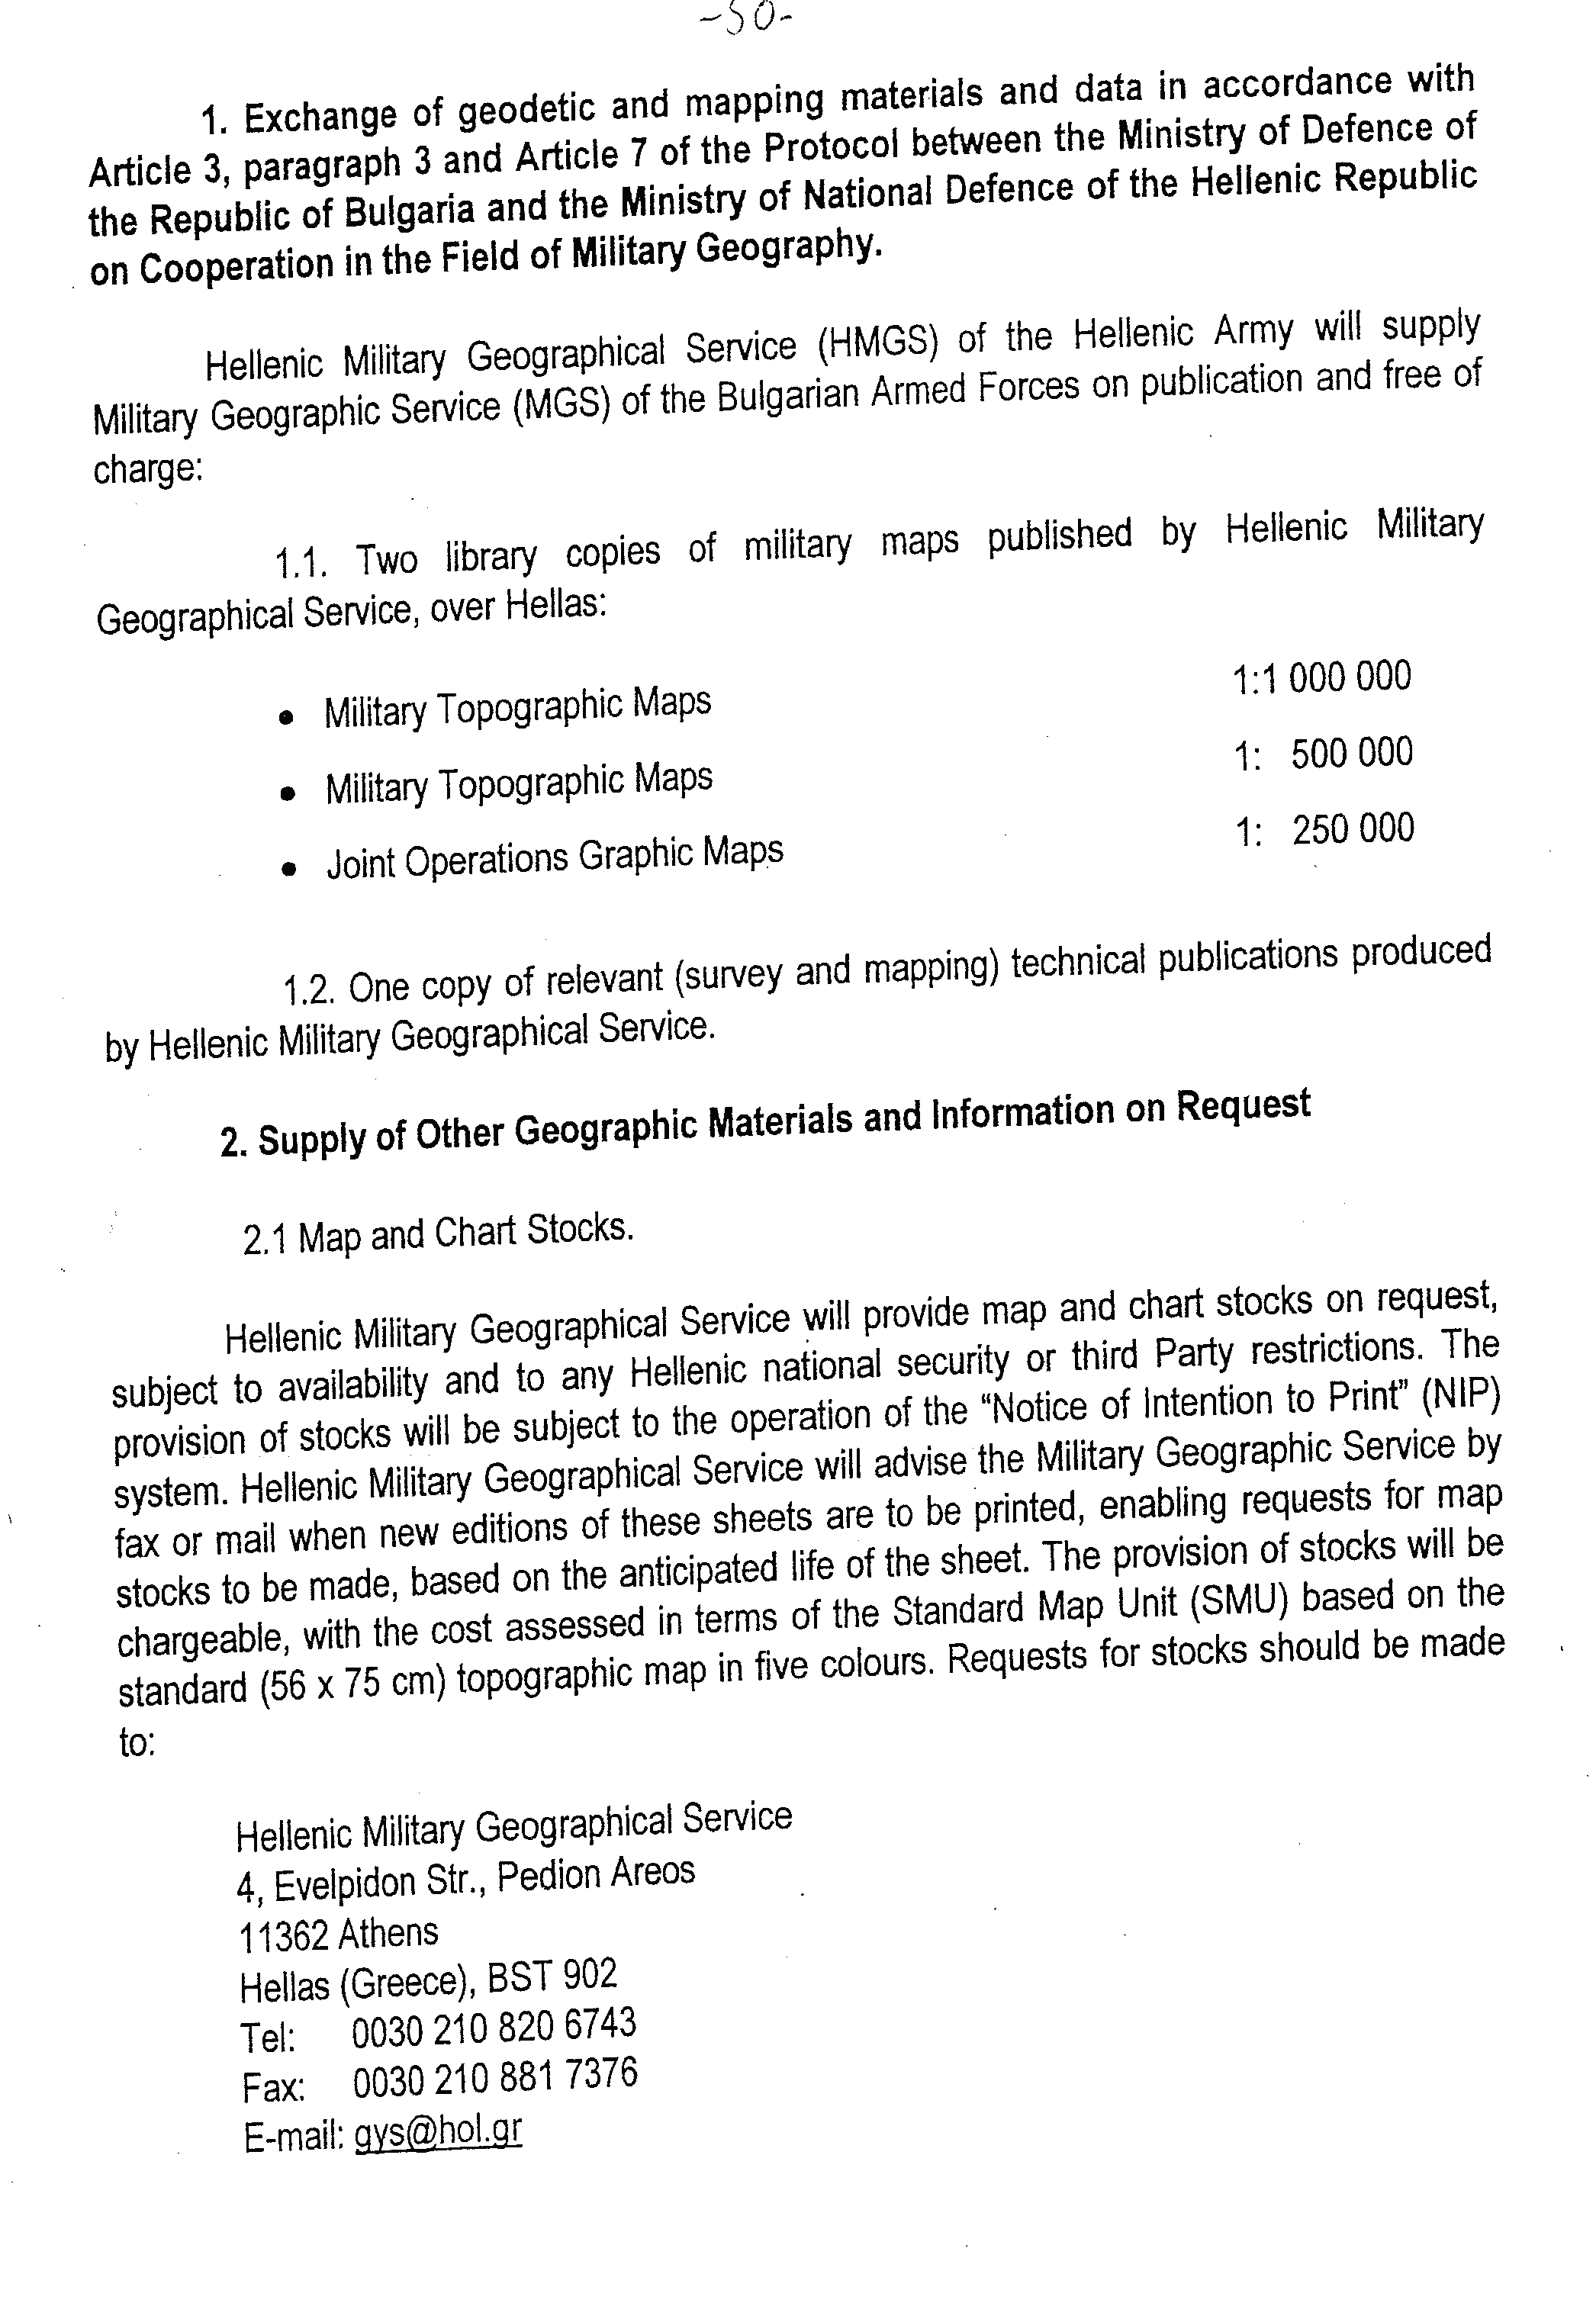 -50-
1. Exchange of geodetic and mapping materials and data in accordance with
Article 3, paragraph 3 and Article 7 of the Protocol between the Ministry of Defence of
the Republic of Bulgaria and the Ministry of National Defence of the Hellenic Republic
on Cooperation in the Field of Military Geography.
Hellenic Military Geographical Service (HMGS) of the Hellenic Army will supply
Military Geographic Service (MGS) of the Bulgarian Armed Forces on publication and free of
charge:
1.1. Two library copies of military maps published by Hellenic Military
Geographical Service, over Hellas:
• Military Topographic Maps 1:1 000 000
• Military Topographic Maps 1: 500 000
• Joint Operations Graphic Maps 1: 250 000
1.2. One copy of relevant (survey and mapping) technical publications produced
by Hellenic Military Geographical Service.
2. Supply of Other Geographic Materials and Information on Request
2.1 Map and Chart Stocks.
Hellenic Military Geographical Service will provide map and chart stocks on request,
subject to availability and to any Hellenic national security or third Party restrictions. The
provision of stocks will be subject to the operation of the “Notice of Intention to Print” (NIP)
system. Hellenic Military Geographical Service will advise the Military Geographic Service by
fax or mail when new editions of these sheets are to be printed, enabling requests for map
stocks to be made, based on the anticipated life of the sheet. The provision of stocks will be
chargeable, with the cost assessed in terms of the Standard Map Unit (SMU) based on the
standard (56 x 75 cm) topographic map in five colours. Requests for stocks should be made
to:
Hellenic Military Geographical Service
4, Evelpidon Str., Pedion Areos
11362 Athens
Hellas (Greece), BST 902
Tel: 0030 210 820 6743
Fax: 0030 210 881 7376
E-mail: gys@hol.gr